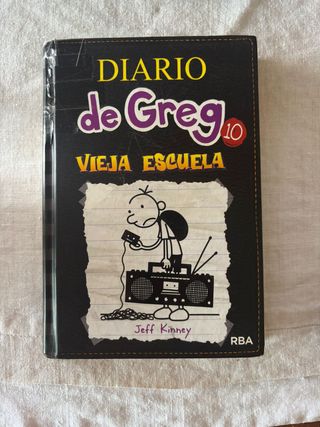 DIARIO
de Greg 10
VIEJA ESCUELA
Jeff Kinney
RBA